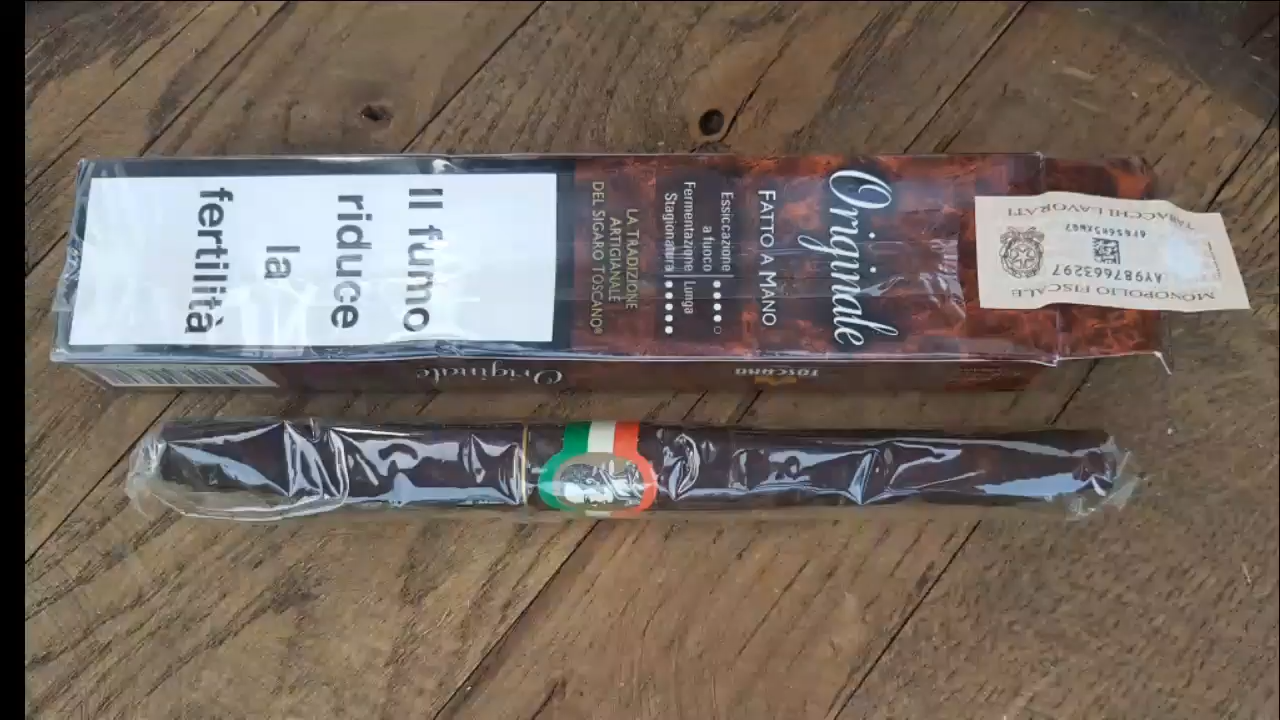 Originale
FATTO A MANO
Essiccazione
a fuoco ●●●●○
Fermentazione Lunga
Stagionatura ●●●●●
LA TRADIZIONE
ARTIGIANALE
DEL SIGARO TOSCANO®
Il fumo
riduce
la
fertilità
MONOPOLIO FISCALE
AY987663297
TABACCHI LAVORATI
TOSCANO
Originale